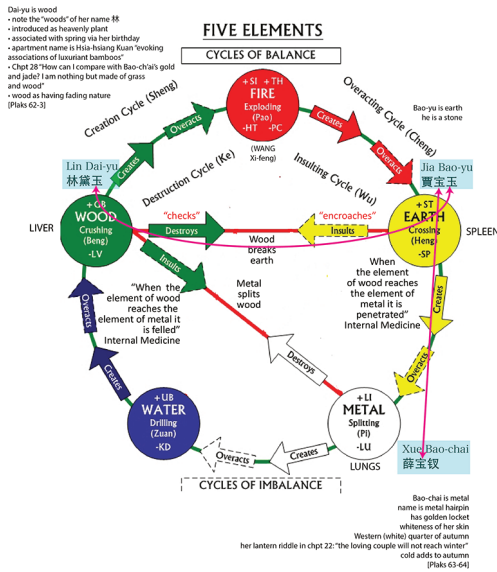 Dai-yu is wood
• note the "woods" of her name 林
• introduced as heavenly plant
• associated with spring via her birthday
• apartment name is Hsia-hsiang Kuan "evoking
associations of luxuriant bamboos"
• Chpt 28 "How can I compare with Bao-ch'ai's gold
and jade? I am nothing but made of grass
and wood"
• wood as having fading nature
[Plaks 62-3]
FIVE ELEMENTS
CYCLES OF BALANCE
Creation Cycle (Sheng)
Overacting Cycle (Cheng)
+ SI + TH
FIRE
Exploding
(Pao)
-HT -PC
(WANG
Xi-feng)
Creates
Overacts
Creates
Overacts
Bao-yu is earth
he is a stone
Lin Dai-yu
林黛玉
Jia Bao-yu
賈宝玉
Destruction Cycle (Ke)
Insulting Cycle (Wu)
LIVER
+ GB
WOOD
Crushing
(Beng)
-LV
"checks"
Destroys
"encroaches"
Insults
Wood
breaks
earth
+ ST
EARTH
Crossing
(Heng)
-SP
SPLEEN
Insults
"When the
element of wood
reaches the
element of metal it
is felled"
Internal Medicine
Metal
splits
wood
When
the element
of wood reaches
the element of
metal it is
penetrated"
Internal Medicine
Overacts
Creates
Creates
Overacts
Destroys
+ UB
WATER
Drilling
(Zuan)
-KD
+ LI
METAL
Splitting
(Pi)
-LU
LUNGS
Overacts
Creates
CYCLES OF IMBALANCE
Xue Bao-chai
薛宝钗
Bao-chai is metal
name is metal hairpin
has golden locket
whiteness of her skin
Western (white) quarter of autumn
her lantern riddle in chpt 22: "the loving couple will not reach winter"
cold adds to autumn
[Plaks 63-64]